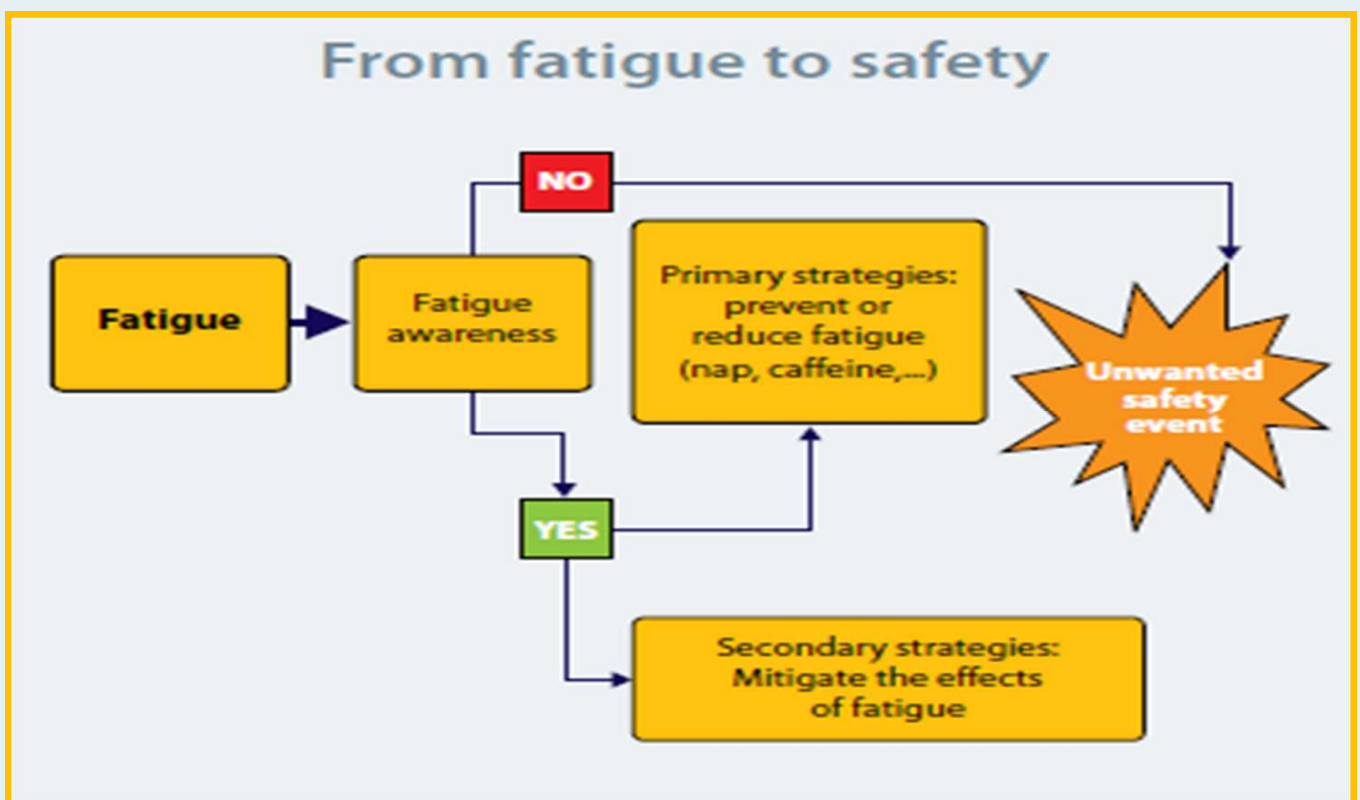 From fatigue to safety
NO
Fatigue
Fatigue
awareness
Primary strategies:
prevent or
reduce fatigue
(nap, caffeine,...)
Unwanted
safety
event
YES
Secondary strategies:
Mitigate the effects
of fatigue